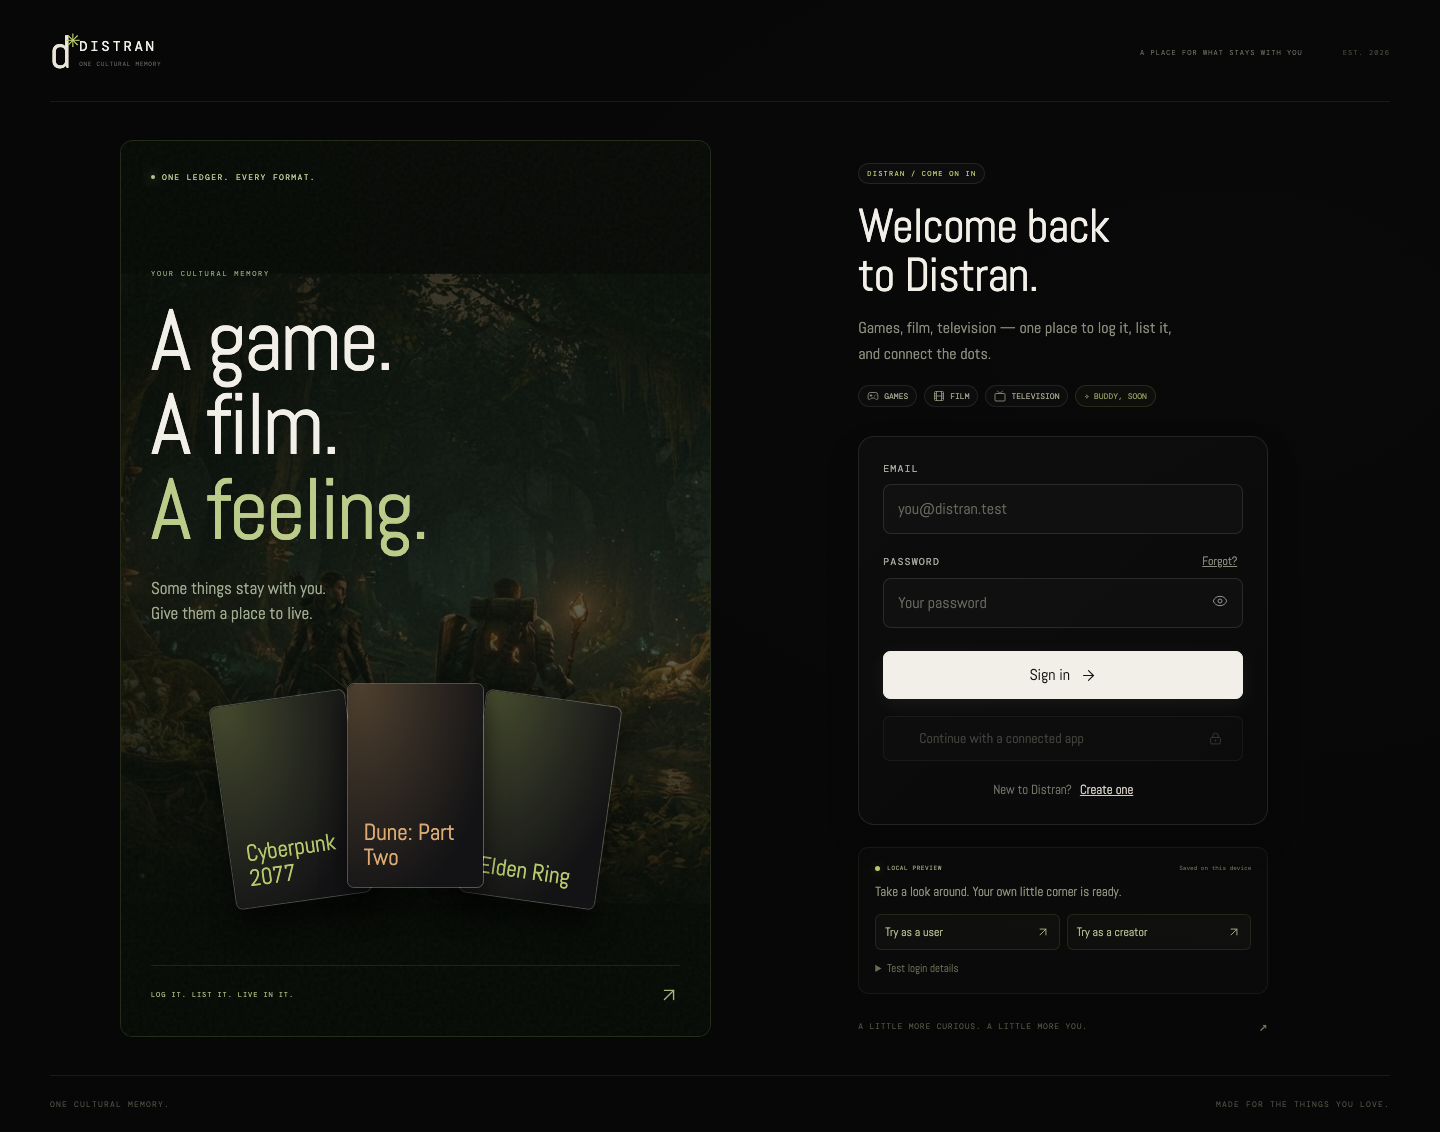 d DISTRAN
ONE CULTURAL MEMORY
A PLACE FOR WHAT STAYS WITH YOU
EST. 2026
ONE LEDGER. EVERY FORMAT.
YOUR CULTURAL MEMORY
A game.
A film.
A feeling.
Some things stay with you.
Give them a place to live.
Cyberpunk
2077
Dune: Part
Two
Elden Ring
LOG IT. LIST IT. LIVE IN IT.
DISTRAN / COME ON IN
Welcome back
to Distran.
Games, film, television — one place to log it, list it,
and connect the dots.
GAMES
FILM
TELEVISION
BUDDY, SOON
EMAIL
you@distran.test
PASSWORD
Forgot?
Your password
Sign in →
Continue with a connected app
New to Distran? Create one
LOCAL PREVIEW
Saved on this device
Take a look around. Your own little corner is ready.
Try as a user
Try as a creator
▶ Test login details
A LITTLE MORE CURIOUS. A LITTLE MORE YOU. ↗
ONE CULTURAL MEMORY.
MADE FOR THE THINGS YOU LOVE.